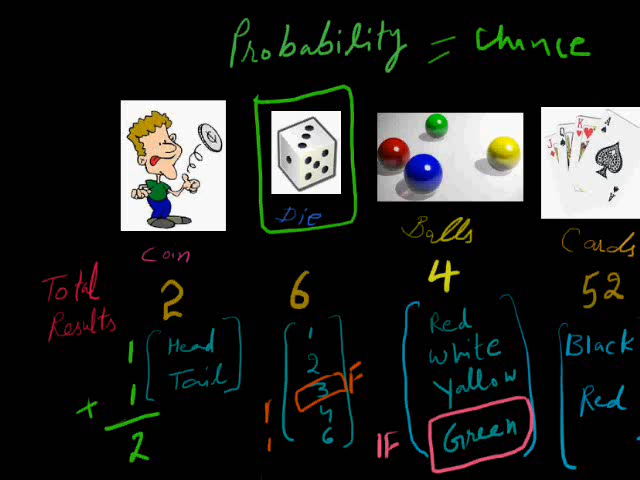 Probability = Chance
Die
Coin
Balls
Cards
Total
Results
2
6
4
52
1
1
+
2
Head
Tail
1
2
3
4
6
F
Red
White
Yallow
Green
IF
Black
Red